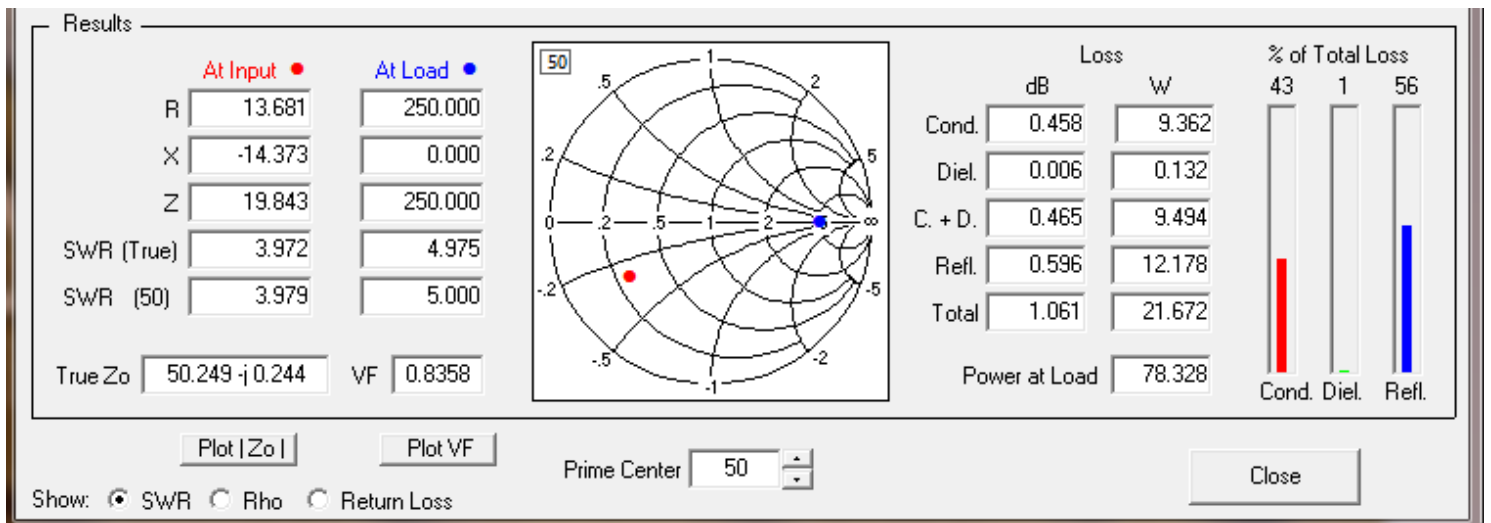 Results
At Input At Load
R 13.681 250.000
X -14.373 0.000
Z 19.843 250.000
SWR (True) 3.972 4.975
SWR (50) 3.979 5.000
True Zo 50.249 -j 0.244 VF 0.8358
50
1
.5 2
.2 5
0 .2 .5 1 2 ∞
-.2 -5
-.5 -2
-1
Loss
dB W
Cond. 0.458 9.362
Diel. 0.006 0.132
C. + D. 0.465 9.494
Refl. 0.596 12.178
Total 1.061 21.672
Power at Load 78.328
% of Total Loss
43 1 56
Cond. Diel. Refl.
Plot | Zo | Plot VF
Prime Center 50
Close
Show: SWR Rho Return Loss